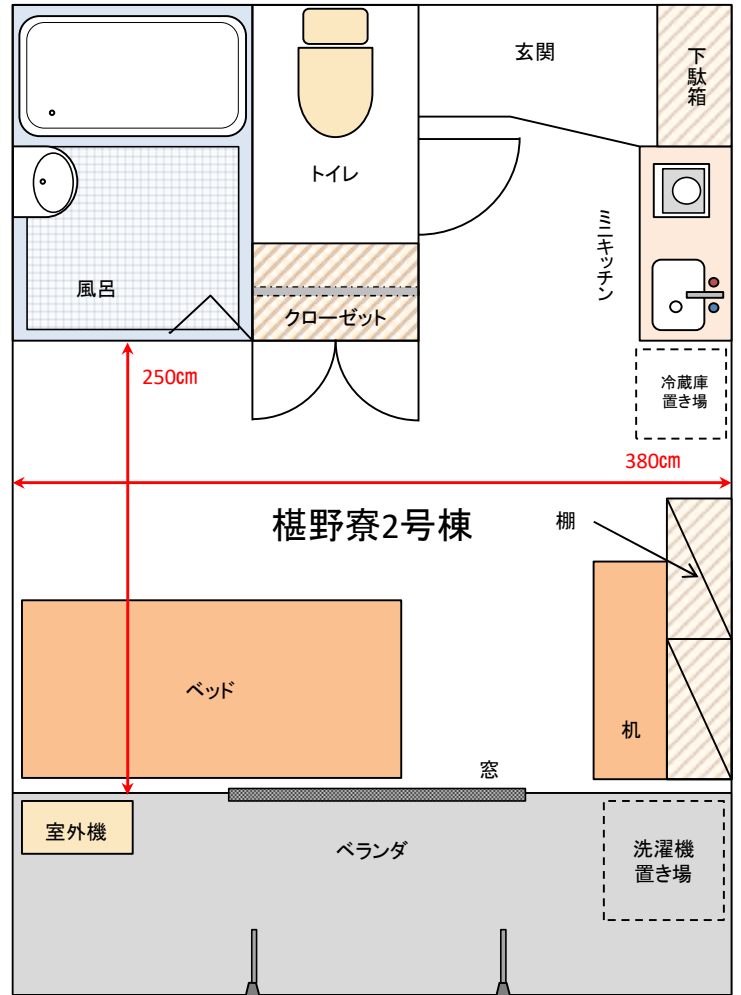 玄関
下駄箱
トイレ
ミニキッチン
風呂
クローゼット
250㎝
冷蔵庫
置き場
380㎝
椹野寮2号棟
棚
ベッド
机
窓
室外機
ベランダ
洗濯機
置き場